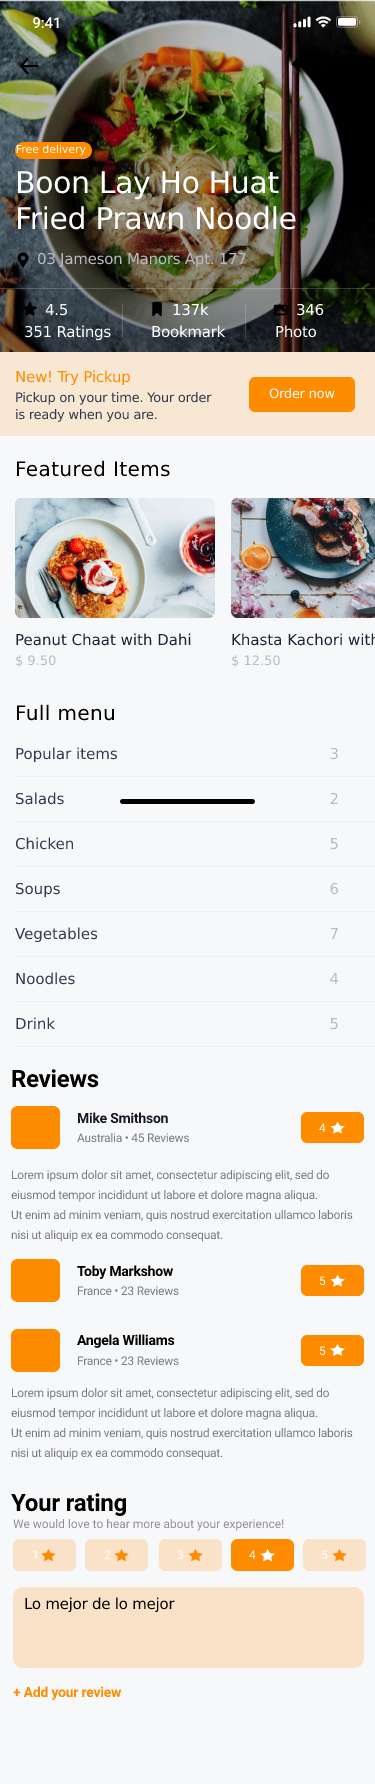 9:41
Free delivery
Boon Lay Ho Huat
Fried Prawn Noodle
03 Jameson Manors Apt. 177
4.5
351 Ratings
137k
Bookmark
346
Photo
New! Try Pickup
Pickup on your time. Your order
is ready when you are.
Order now
Featured Items
Peanut Chaat with Dahi
$ 9.50
Khasta Kachori with
$ 12.50
Full menu
Popular items 3
Salads 2
Chicken 5
Soups 6
Vegetables 7
Noodles 4
Drink 5
Reviews
Mike Smithson
Australia • 45 Reviews
4
Lorem ipsum dolor sit amet, consectetur adipiscing elit, sed do
eiusmod tempor incididunt ut labore et dolore magna aliqua.
Ut enim ad minim veniam, quis nostrud exercitation ullamco laboris
nisi ut aliquip ex ea commodo consequat.
Toby Markshow
France • 23 Reviews
5
Angela Williams
France • 23 Reviews
5
Lorem ipsum dolor sit amet, consectetur adipiscing elit, sed do
eiusmod tempor incididunt ut labore et dolore magna aliqua.
Ut enim ad minim veniam, quis nostrud exercitation ullamco laboris
nisi ut aliquip ex ea commodo consequat.
Your rating
We would love to hear more about your experience!
1 2 3 4 5
Lo mejor de lo mejor
+ Add your review